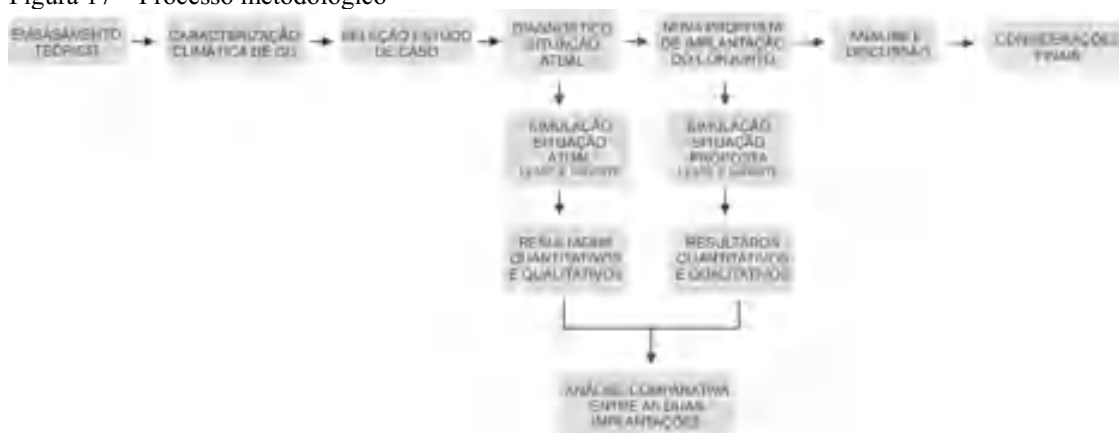 Figura 17 – Processo metodológico
EMBASAMENTO
TEÓRICO
CARACTERIZAÇÃO
CLIMÁTICA DE
SELEÇÃO ESTUDO
DE CASO
DIAGNÓSTICO
SITUAÇÃO
ATUAL
NOVA PROPOSTA
DE IMPLANTAÇÃO
DO CONJUNTO
ANÁLISE E
DISCUSSÃO
CONSIDERAÇÕES
FINAIS
SIMULAÇÃO
SITUAÇÃO
ATUAL
SIMULAÇÃO
SITUAÇÃO
PROPOSTA
RESULTADOS
QUANTITATIVOS
E QUALITATIVOS
RESULTADOS
QUANTITATIVOS
E QUALITATIVOS
ANÁLISE COMPARATIVA
ENTRE AS DUAS
IMPLANTAÇÕES